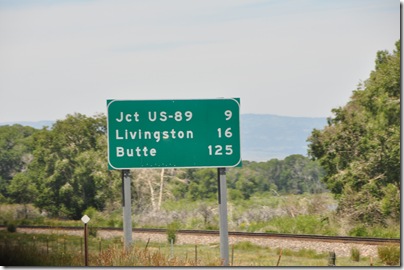 Jct US-89 9
Livingston 16
Butte 125